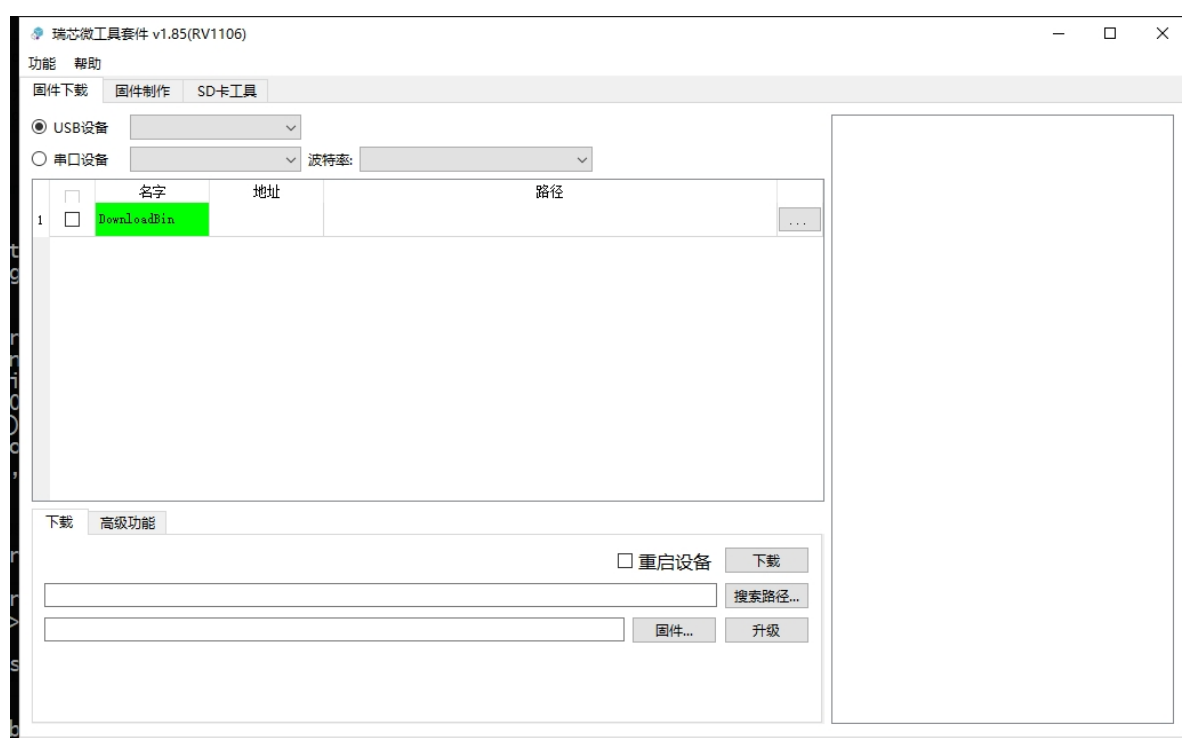 瑞芯微工具套件 v1.85(RV1106)
功能 帮助
固件下载 固件制作 SD卡工具
USB设备
串口设备 波特率:
名字 地址 路径
1 DownloadBin ...
下载 高级功能
重启设备 下载
搜索路径...
固件... 升级
t
g
r
n
i
O
)
c
,
r
r
>
s
b